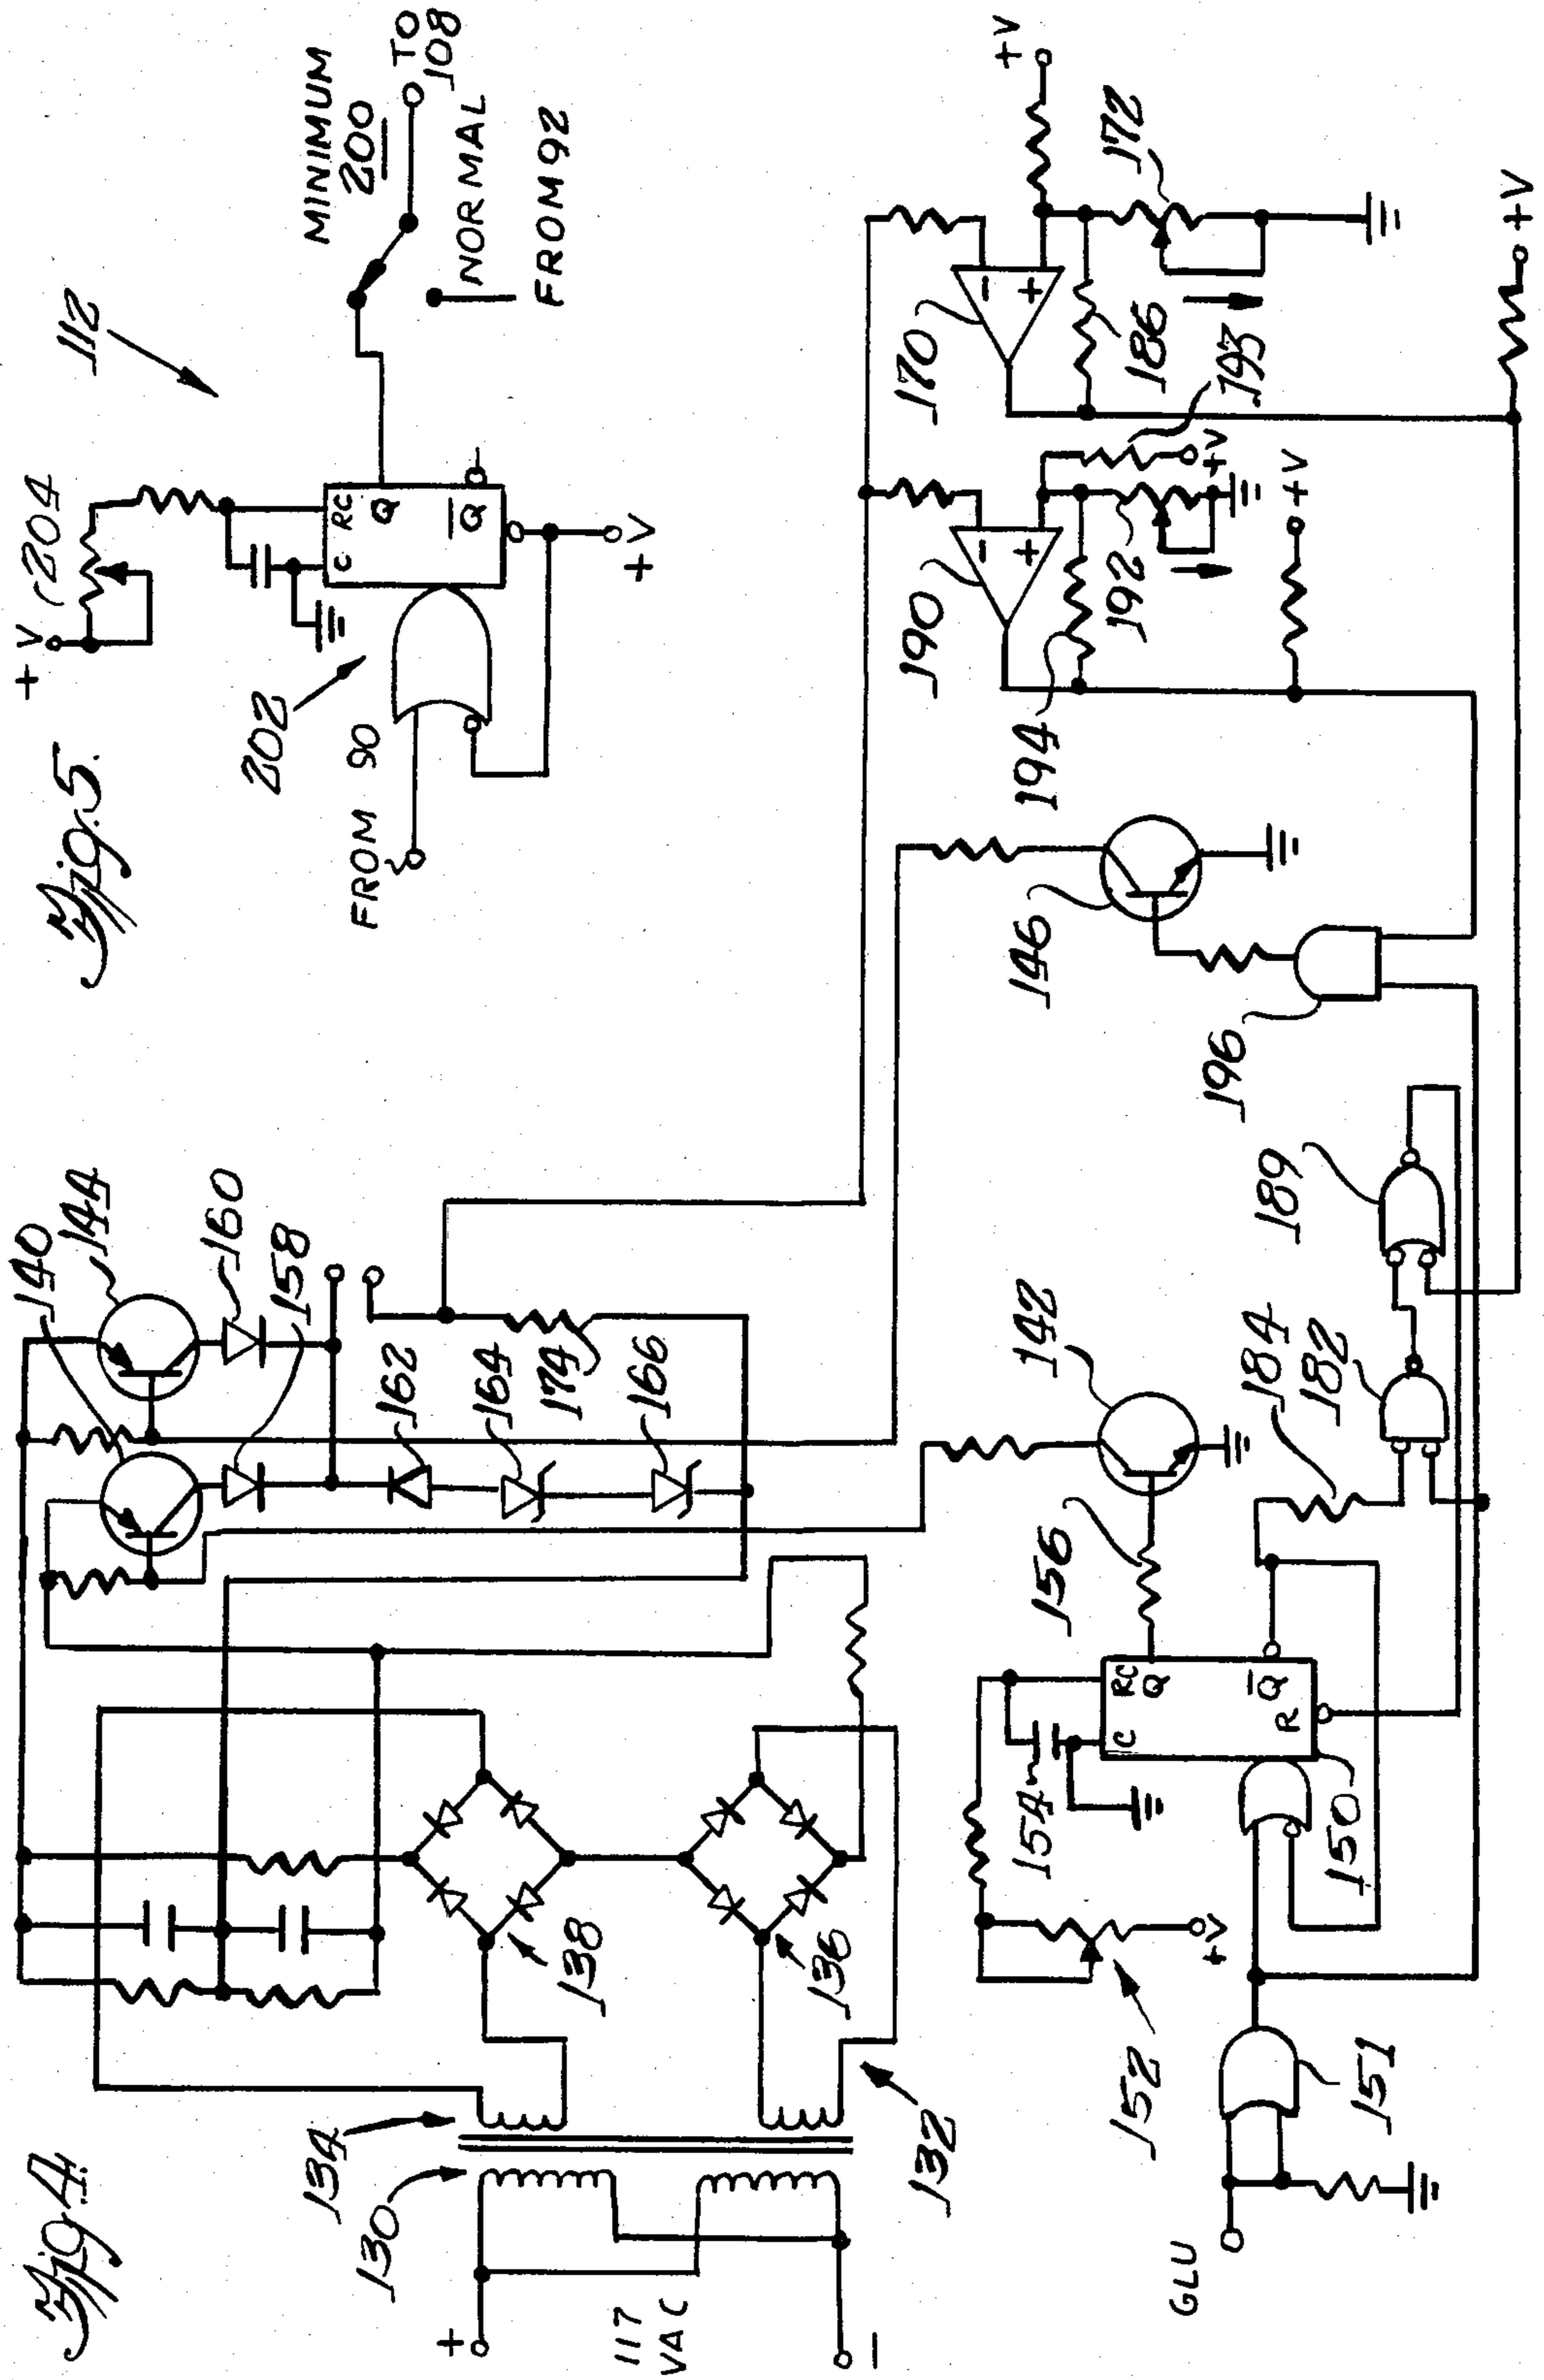 Fig. 4.
134
130
+
117
VAC
−
132
138
136
140
144
160
158
162
164
174
166
GLU
151
152
+V
154
C
RC
Q
Q̅
R
150
156
142
184
182
189
196
146
170
−
+
186
172
+V
190
−
+
192
193
+V
194
+V
+V
Fig. 5.
112
+V
204
202
FROM 90
C
RC
Q
Q̅
+V
MINIMUM
200
TO
108
NORMAL
FROM 92